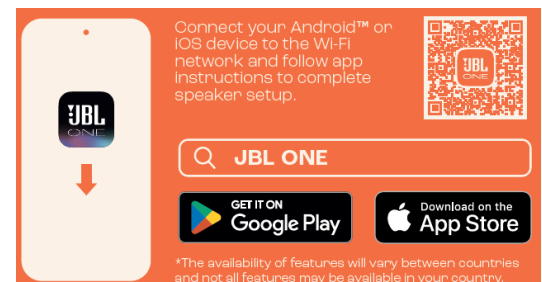 Connect your Android™ or
iOS device to the Wi-Fi
network and follow app
instructions to complete
speaker setup.
JBL
ONE
JBL
ONE
JBL ONE
GET IT ON
Google Play
Download on the
App Store
*The availability of features will vary between countries
and not all features may be available in your country.